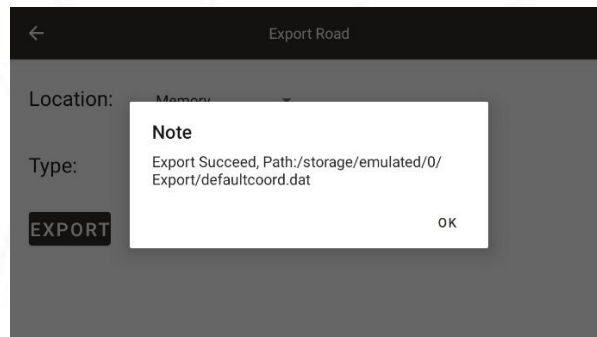 Export Road
Location: Memory
Note
Export Succeed, Path:/storage/emulated/0/
Export/defaultcoord.dat
Type:
OK
EXPORT